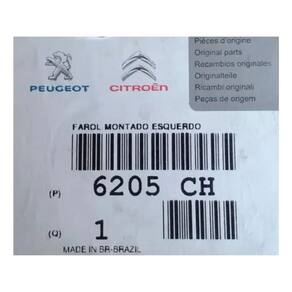 Pièces d'origine
Original parts
Recambios originales
Originalteile
Ricambi originali
Peças de origem
PEUGEOT
CITROËN
FAROL MONTADO ESQUERDO
(P) 6205 CH
(Q) 1
MADE IN BR-BRAZIL